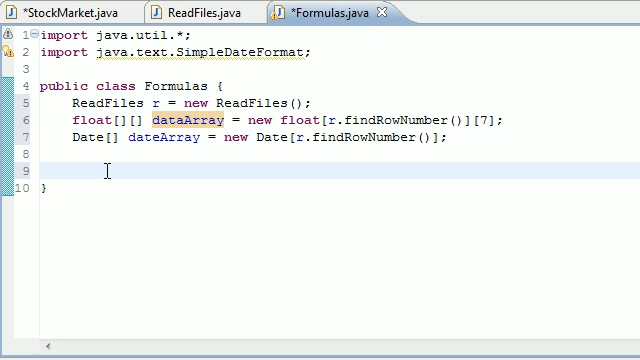 *StockMarket.java ReadFiles.java *Formulas.java
1 import java.util.*;
2 import java.text.SimpleDateFormat;
3
4 public class Formulas {
5 ReadFiles r = new ReadFiles();
6 float[][] dataArray = new float[r.findRowNumber()][7];
7 Date[] dateArray = new Date[r.findRowNumber()];
8
9
10 }